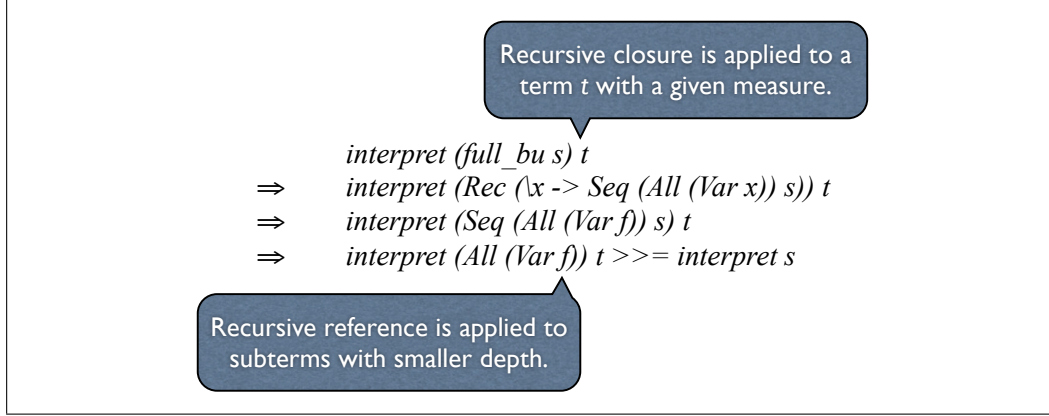 Recursive closure is applied to a
term t with a given measure.
interpret (full_bu s) t
⇒ interpret (Rec (\x -> Seq (All (Var x)) s)) t
⇒ interpret (Seq (All (Var f)) s) t
⇒ interpret (All (Var f)) t >>= interpret s
Recursive reference is applied to
subterms with smaller depth.